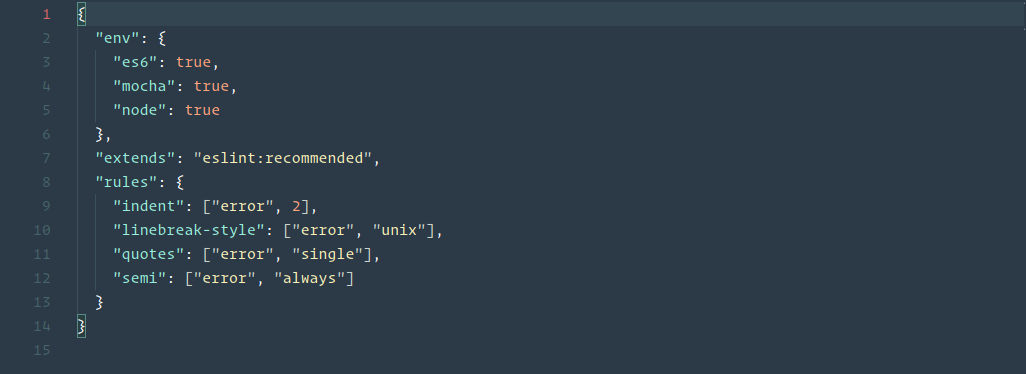 1 {
2   "env": {
3     "es6": true,
4     "mocha": true,
5     "node": true
6   },
7   "extends": "eslint:recommended",
8   "rules": {
9     "indent": ["error", 2],
10     "linebreak-style": ["error", "unix"],
11     "quotes": ["error", "single"],
12     "semi": ["error", "always"]
13   }
14 }
15